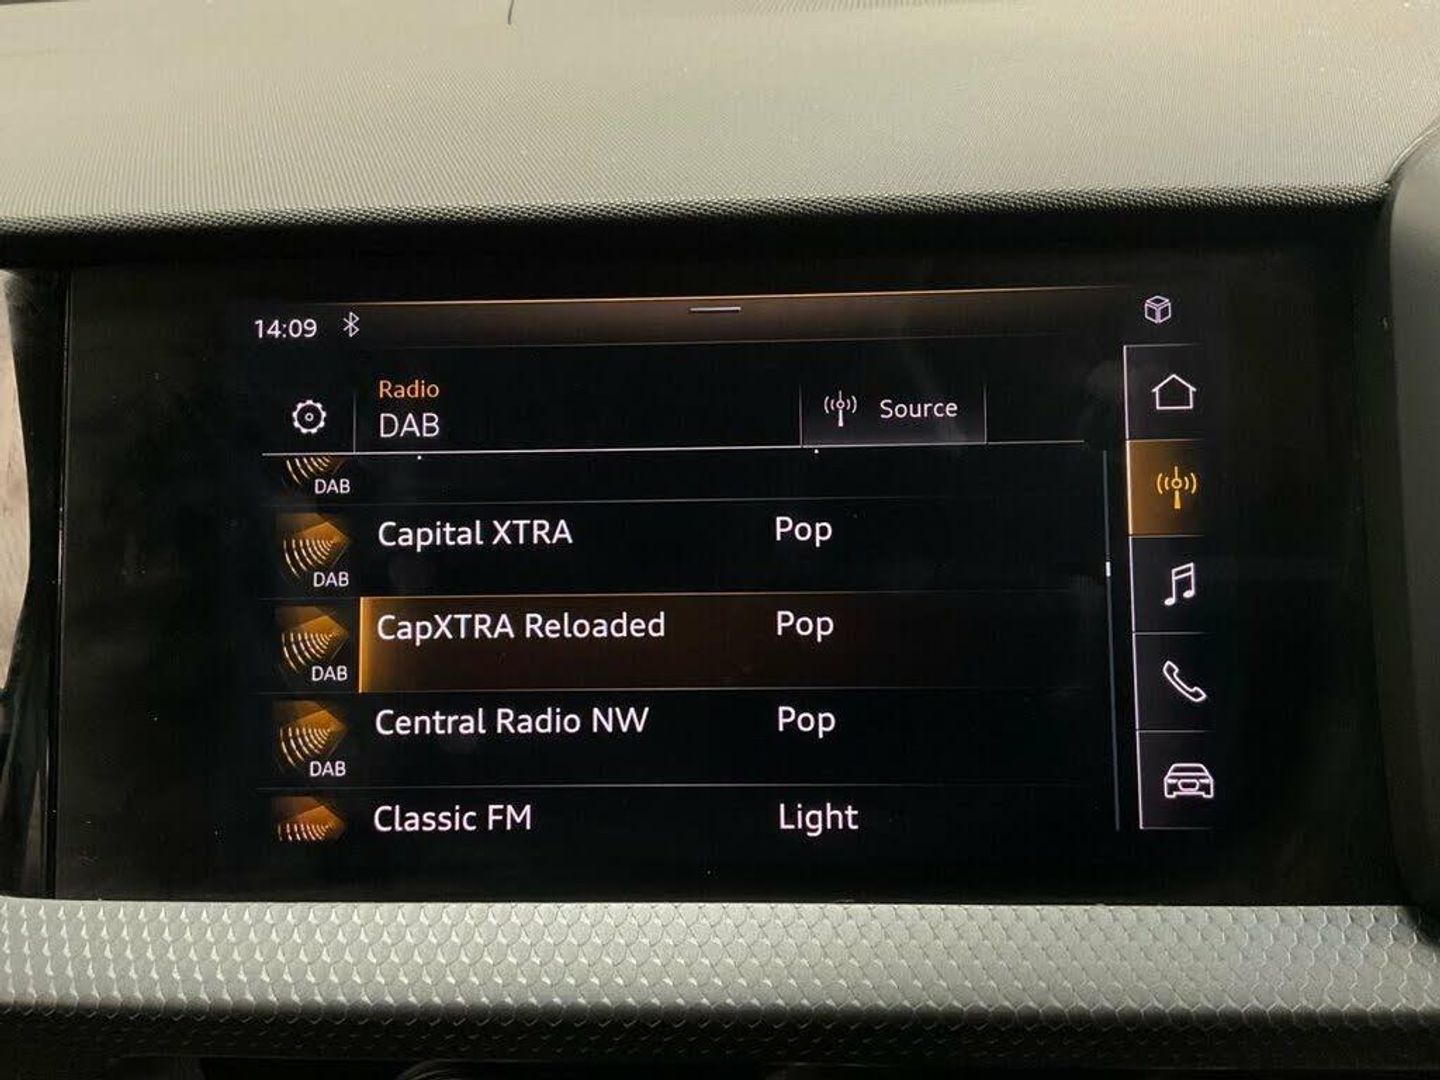 14:09
Radio
DAB
Source
DAB
Capital XTRA Pop
DAB
CapXTRA Reloaded Pop
DAB
Central Radio NW Pop
DAB
Classic FM Light